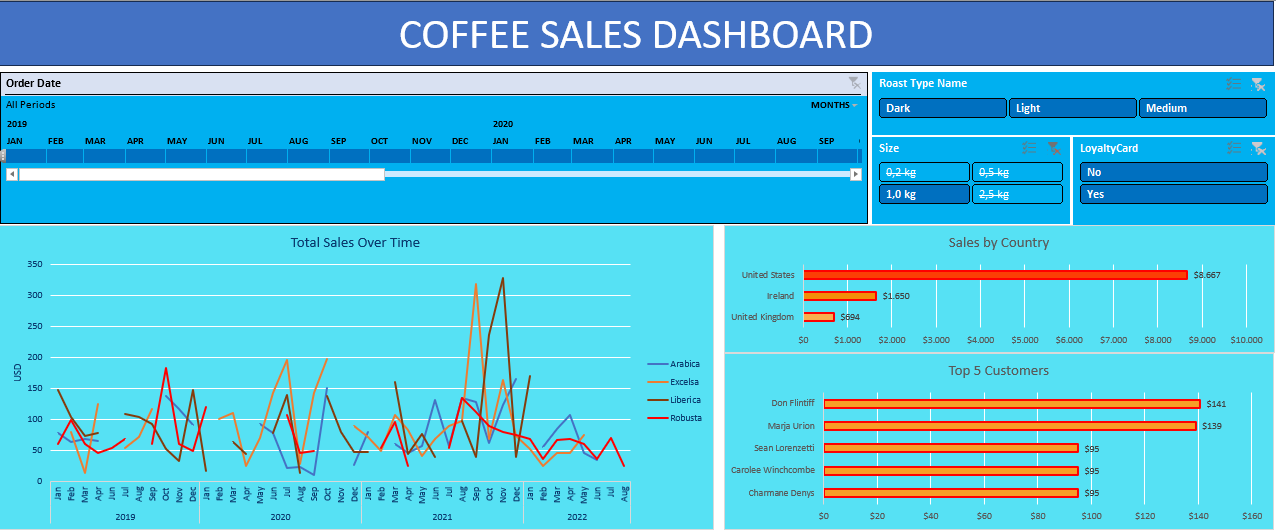 COFFEE SALES DASHBOARD
Order Date
All Periods MONTHS
2019 2020
JAN FEB MAR APR MAY JUN JUL AUG SEP OCT NOV DEC JAN FEB MAR APR MAY JUN JUL AUG SEP
Roast Type Name
Dark Light Medium
Size
0,2 kg 0,5 kg
1,0 kg 2,5 kg
LoyaltyCard
No
Yes
Total Sales Over Time
USD
350
300
250
200
150
100
50
0
Jan Feb Mar Apr May Jun Jul Aug Sep Oct Nov Dec Jan Feb Mar Apr May Jun Jul Aug Sep Oct Nov Dec Jan Feb Mar Apr May Jun Jul Aug Sep Oct Nov Dec Jan Feb Mar Apr May Jun Jul Aug
2019 2020 2021 2022
Arabica
Excelsa
Liberica
Robusta
Sales by Country
United States $8.667
Ireland $1.650
United Kingdom $694
$0 $1.000 $2.000 $3.000 $4.000 $5.000 $6.000 $7.000 $8.000 $9.000 $10.000
Top 5 Customers
Don Flintiff $141
Marja Urion $139
Sean Lorenzetti $95
Carolee Winchcombe $95
Charmane Denys $95
$0 $20 $40 $60 $80 $100 $120 $140 $160